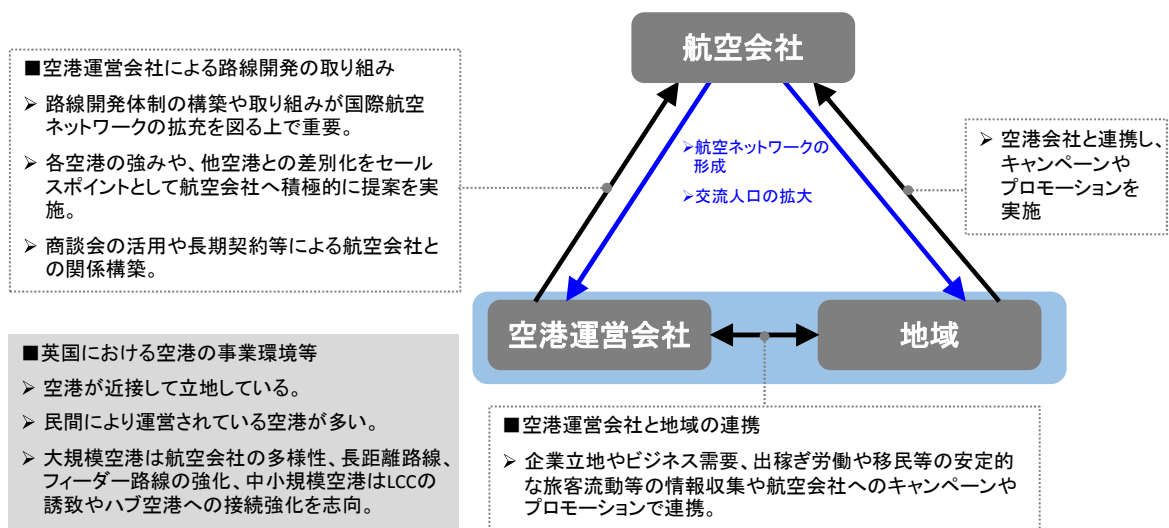 航空会社
■空港運営会社による路線開発の取り組み
➢ 路線開発体制の構築や取り組みが国際航空
ネットワークの拡充を図る上で重要。
➢ 各空港の強みや、他空港との差別化をセール
スポイントとして航空会社へ積極的に提案を実
施。
➢ 商談会の活用や長期契約等による航空会社と
の関係構築。
➢航空ネットワークの
形成
➢交流人口の拡大
➢ 空港会社と連携し、
キャンペーンや
プロモーションを
実施
空港運営会社
地域
■英国における空港の事業環境等
➢ 空港が近接して立地している。
➢ 民間により運営されている空港が多い。
➢ 大規模空港は航空会社の多様性、長距離路線、
フィーダー路線の強化、中小規模空港はLCCの
誘致やハブ空港への接続強化を志向。
■空港運営会社と地域の連携
➢ 企業立地やビジネス需要、出稼ぎ労働や移民等の安定的
な旅客流動等の情報収集や航空会社へのキャンペーンや
プロモーションで連携。